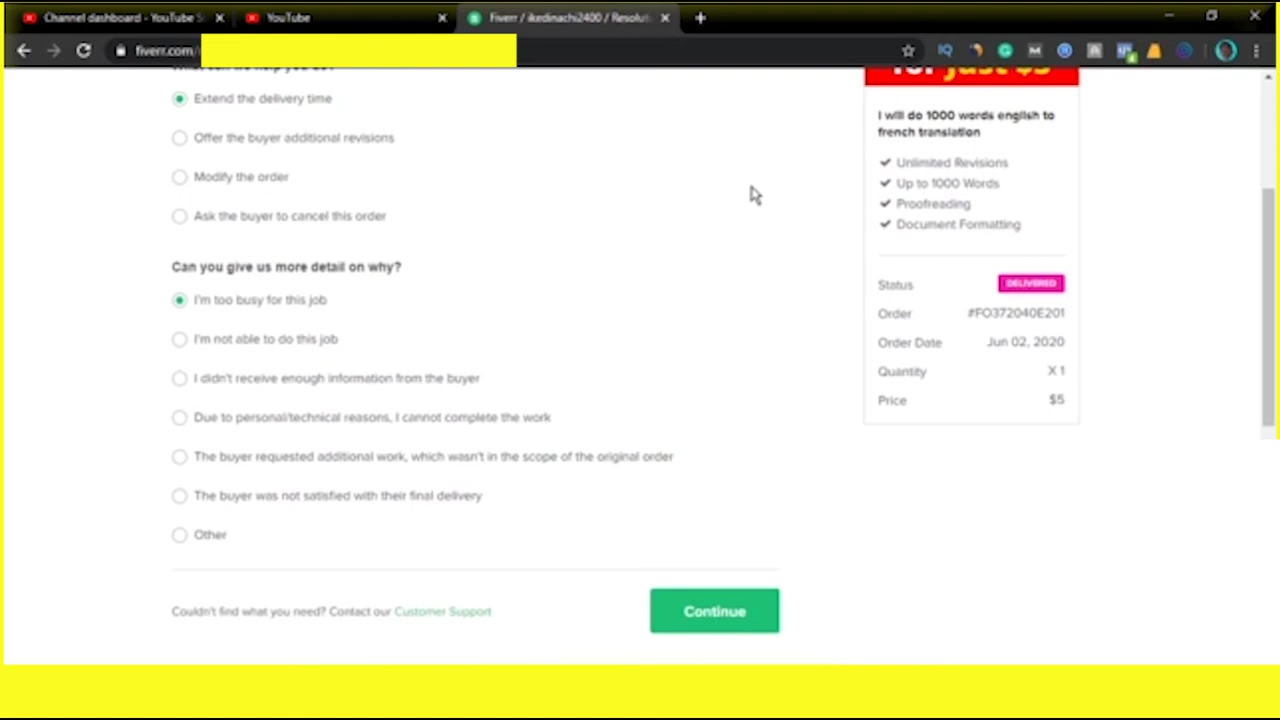 Channel dashboard - YouTube S
YouTube
Fiverr / ikedinachi2400 / Resolut
fiverr.com/
for just $5
Extend the delivery time
Offer the buyer additional revisions
Modify the order
Ask the buyer to cancel this order
Can you give us more detail on why?
I'm too busy for this job
I'm not able to do this job
I didn't receive enough information from the buyer
Due to personal/technical reasons, I cannot complete the work
The buyer requested additional work, which wasn't in the scope of the original order
The buyer was not satisfied with their final delivery
Other
Couldn't find what you need? Contact our Customer Support
Continue
I will do 1000 words english to
french translation
Unlimited Revisions
Up to 1000 Words
Proofreading
Document Formatting
Status DELIVERED
Order #FO372040E201
Order Date Jun 02, 2020
Quantity X 1
Price $5